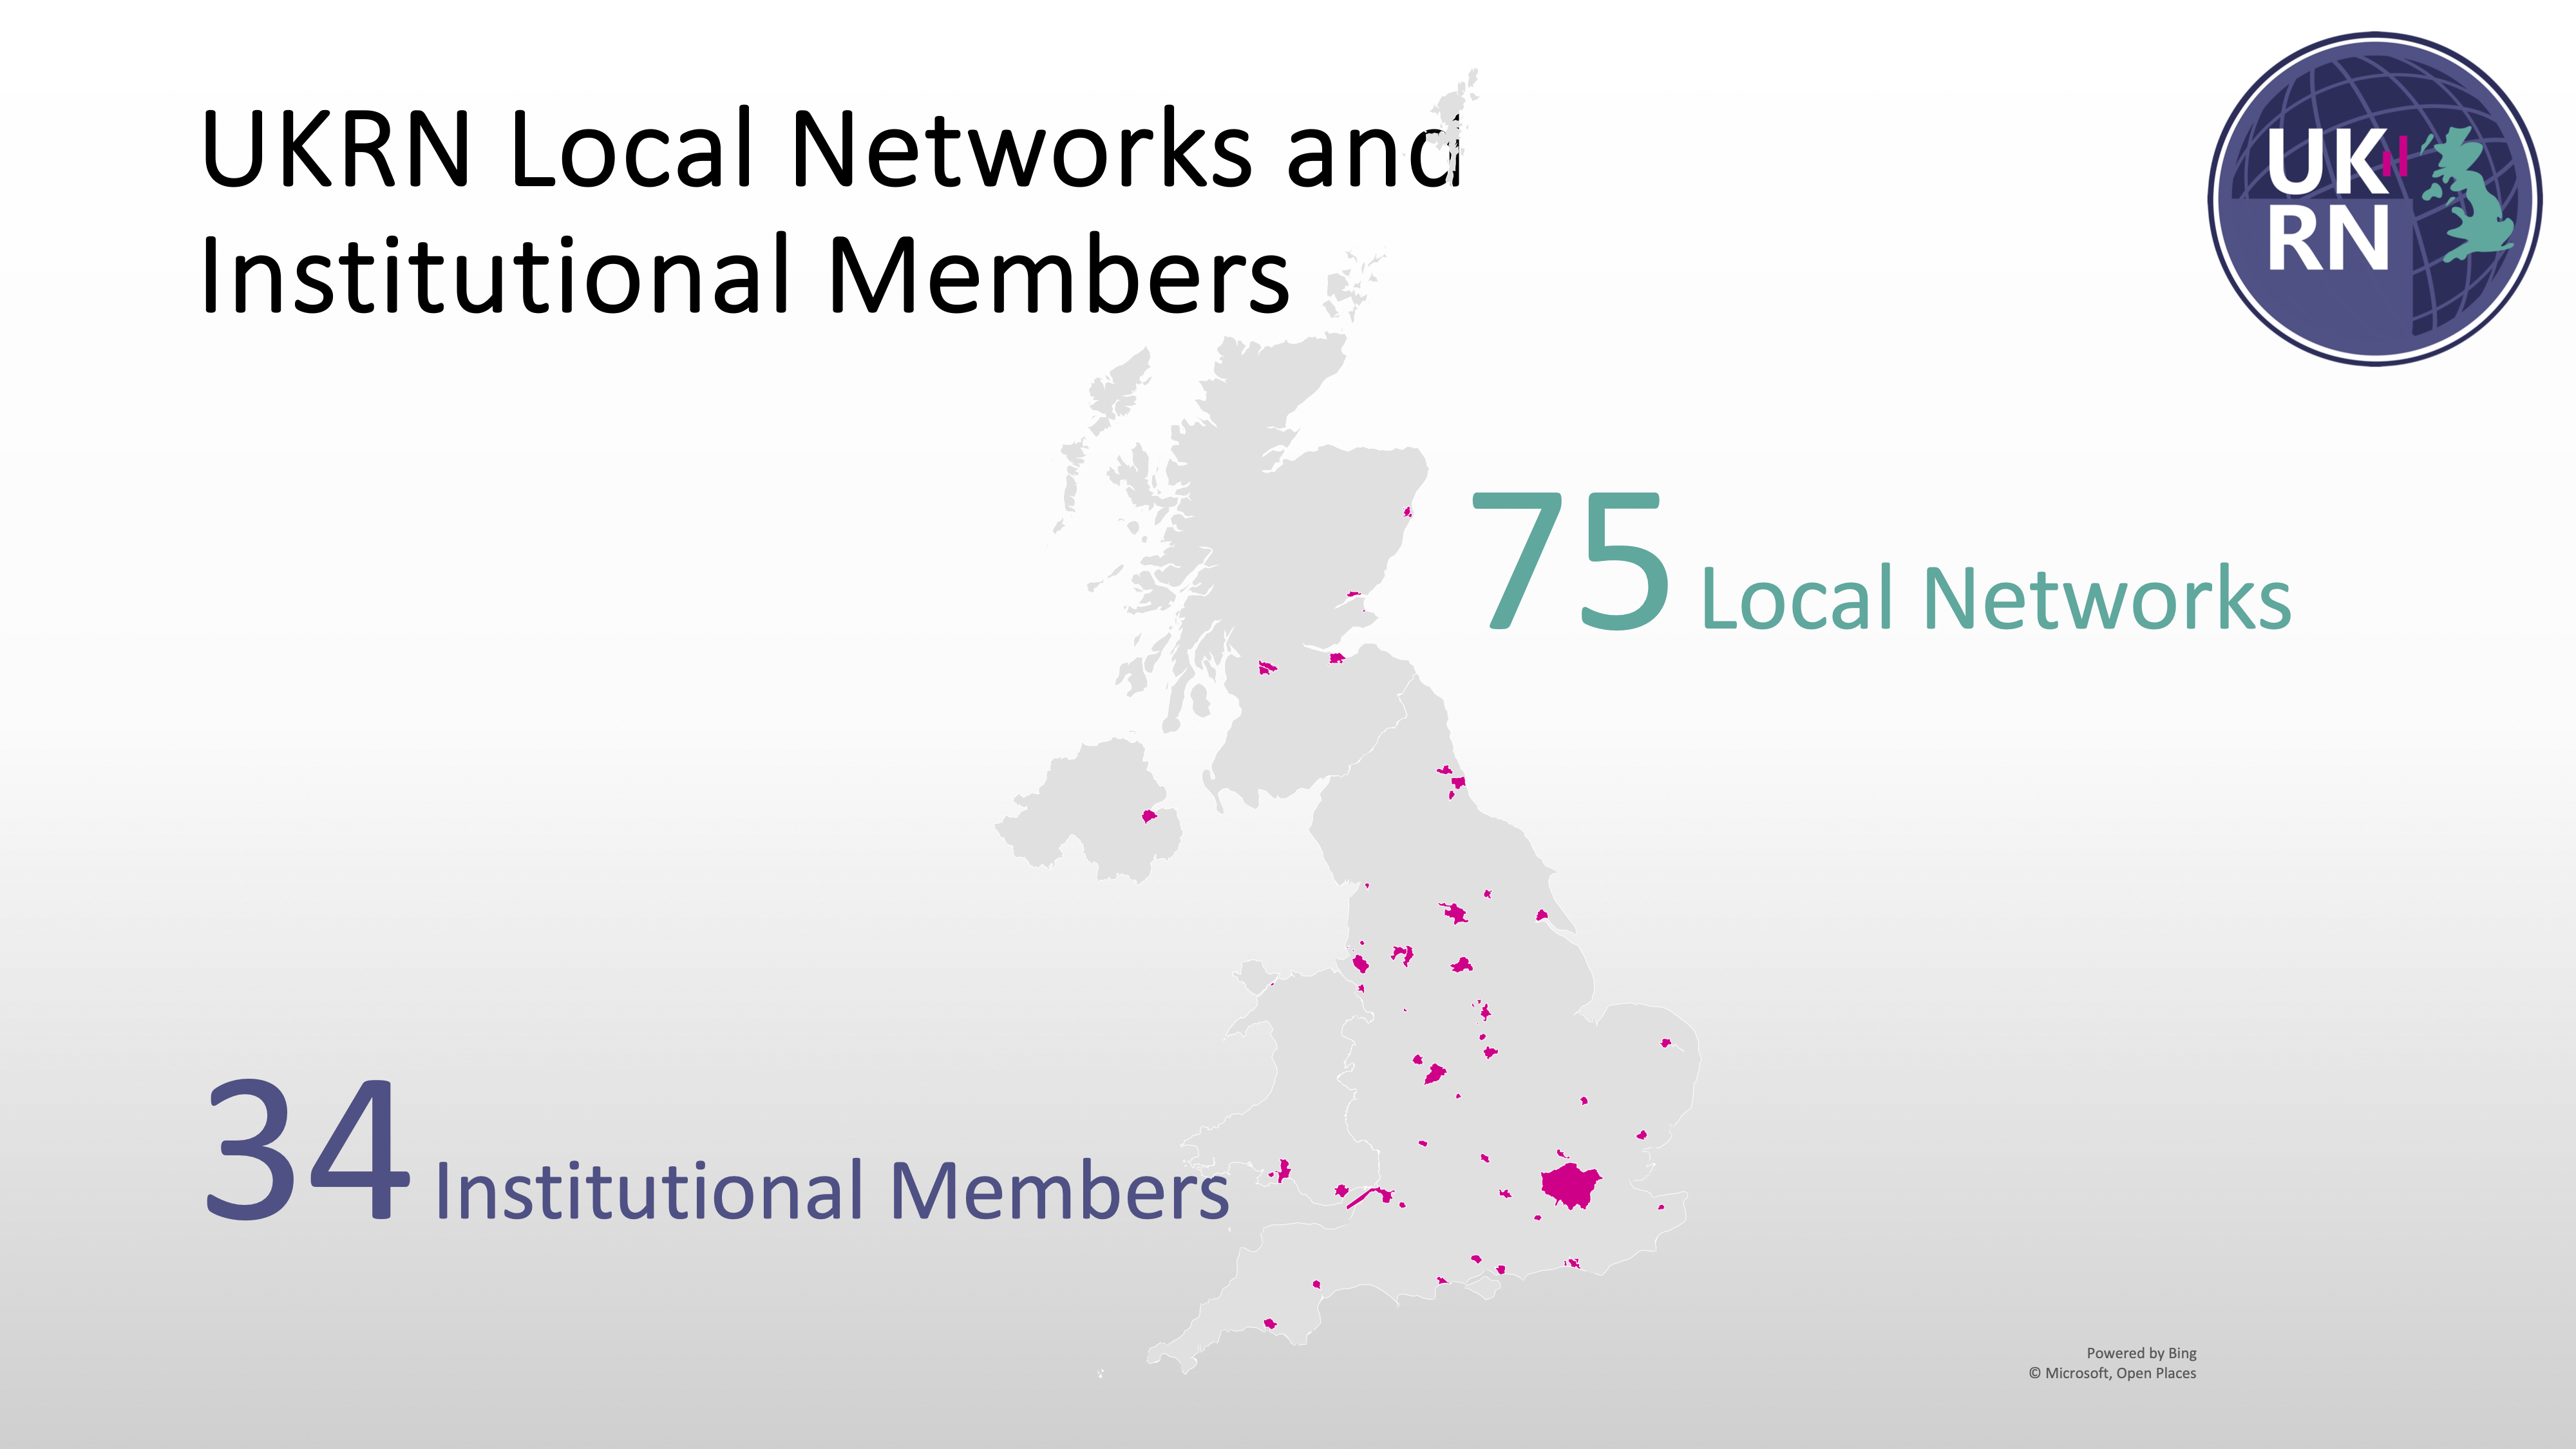 UKRN Local Networks and
Institutional Members
UK
RN
75 Local Networks
34 Institutional Members
Powered by Bing
© Microsoft, Open Places